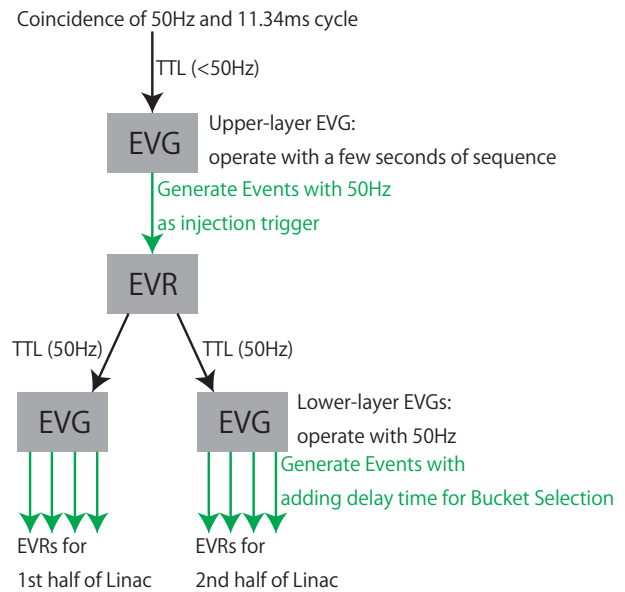 Coincidence of 50Hz and 11.34ms cycle
TTL (<50Hz)
EVG
Upper-layer EVG:
operate with a few seconds of sequence
Generate Events with 50Hz
as injection trigger
EVR
TTL (50Hz)
TTL (50Hz)
EVG
EVG
Lower-layer EVGs:
operate with 50Hz
Generate Events with
adding delay time for Bucket Selection
EVRs for
1st half of Linac
EVRs for
2nd half of Linac